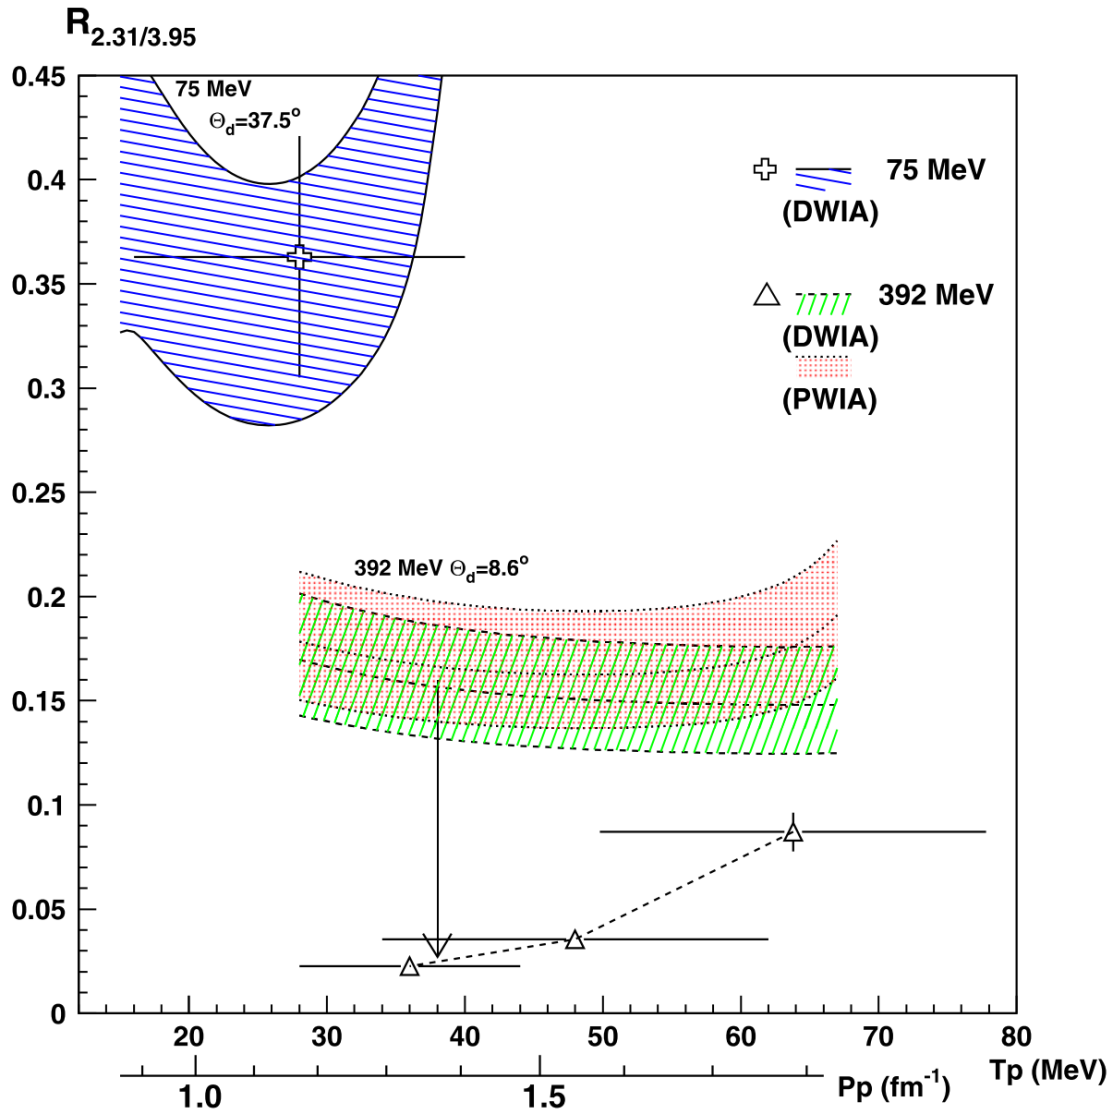 R2.31/3.95
0.45
75 MeV
Θd=37.5o
0.4
75 MeV
(DWIA)
0.35
392 MeV
(DWIA)
0.3
(PWIA)
0.25
392 MeV Θd=8.6o
0.2
0.15
0.1
0.05
0
20 30 40 50 60 70 80
Tp (MeV)
1.0 1.5 Pp (fm-1)